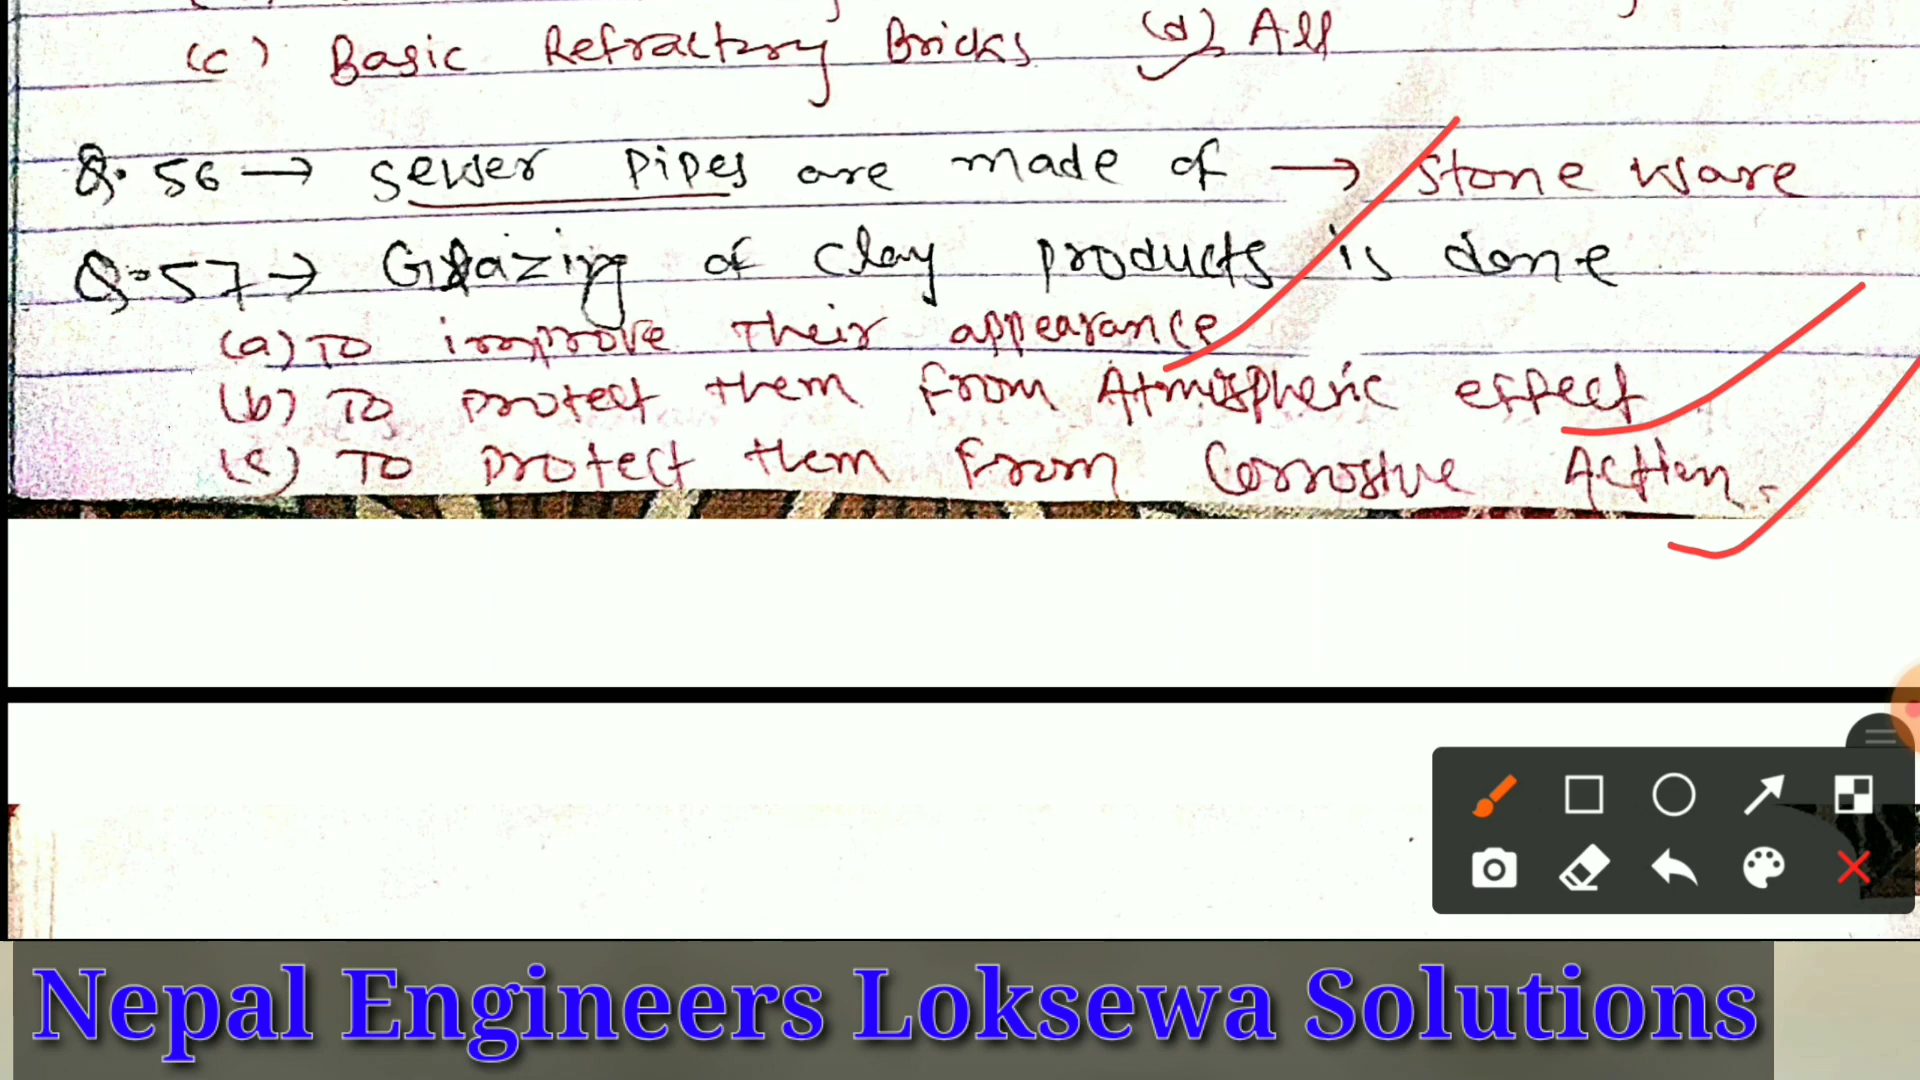 (c) Basic Refractory Bricks (d) All
Q. 56 → Sewer Pipes are made of → Stone ware
Q. 57 → Glazing of clay products is done
(a) To improve their appearance
(b) To protect them from Atmospheric effect
(c) To protect them from Corrosive Action.
Nepal Engineers Loksewa Solutions